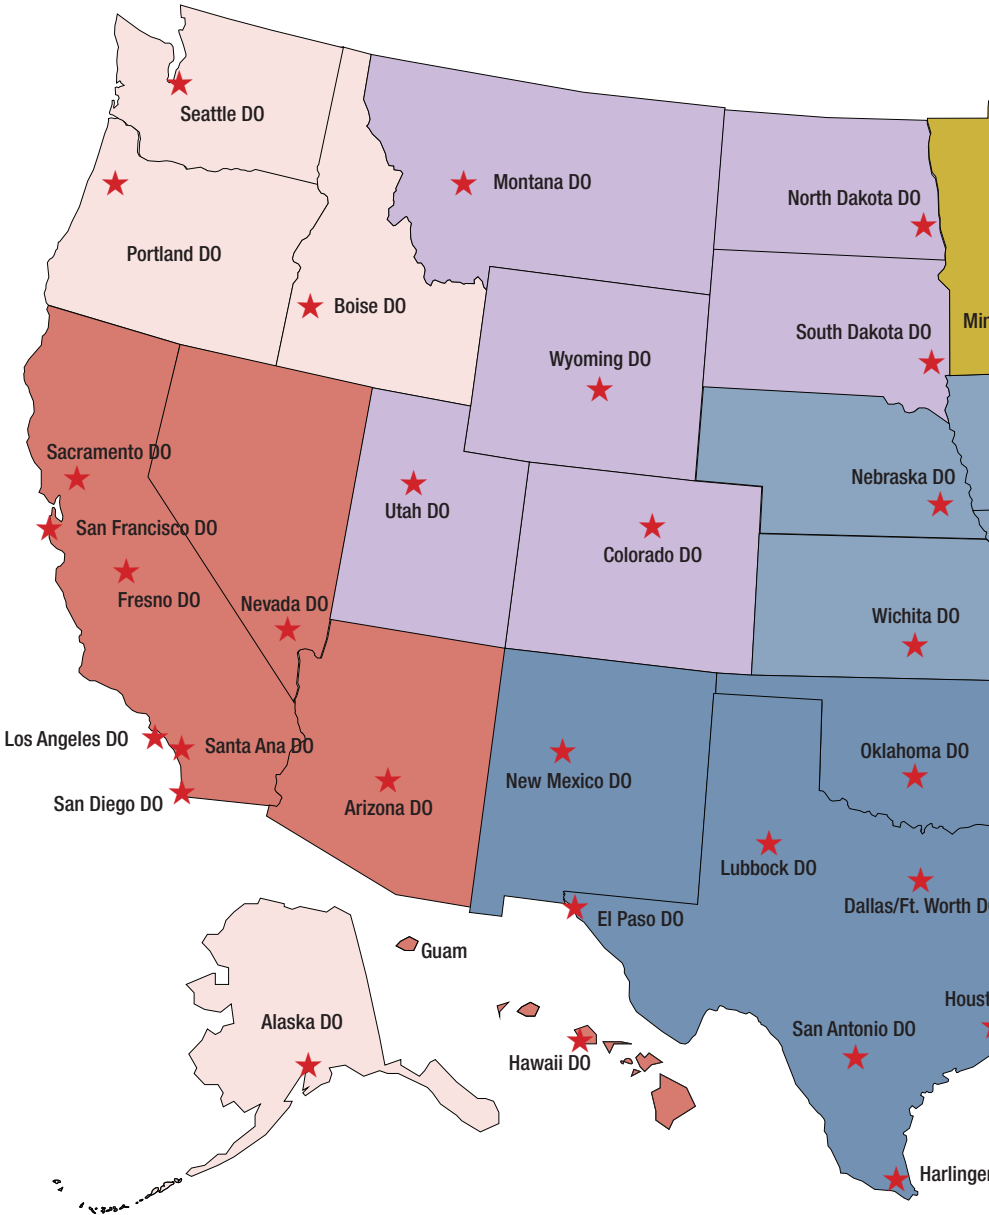 Seattle DO
Montana DO
North Dakota DO
Portland DO
Boise DO
South Dakota DO
Wyoming DO
Sacramento DO
Nebraska DO
Utah DO
San Francisco DO
Colorado DO
Fresno DO
Nevada DO
Wichita DO
Los Angeles DO
Santa Ana DO
Oklahoma DO
New Mexico DO
San Diego DO
Arizona DO
Lubbock DO
Dallas/Ft. Worth
El Paso DO
Guam
Alaska DO
San Antonio DO
Hawaii DO